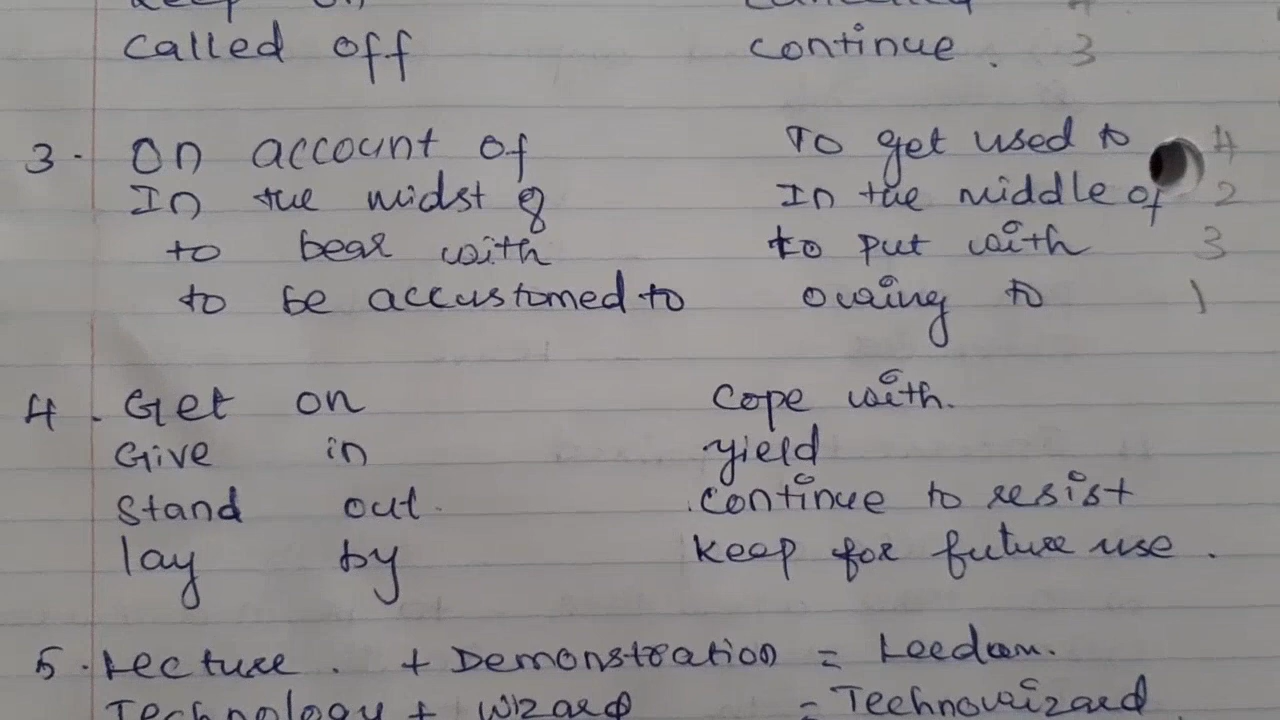 called off continue. 3
3. On account of To get used to 4
In the midst of In the middle of 2
to bear with to put with 3
to be accustomed to owing to 1
4. Get on Cope with.
Give in yield
Stand out. continue to resist
lay by keep for future use.
5. Lecture. + Demonstration =
Technology + wizard = Technowizard